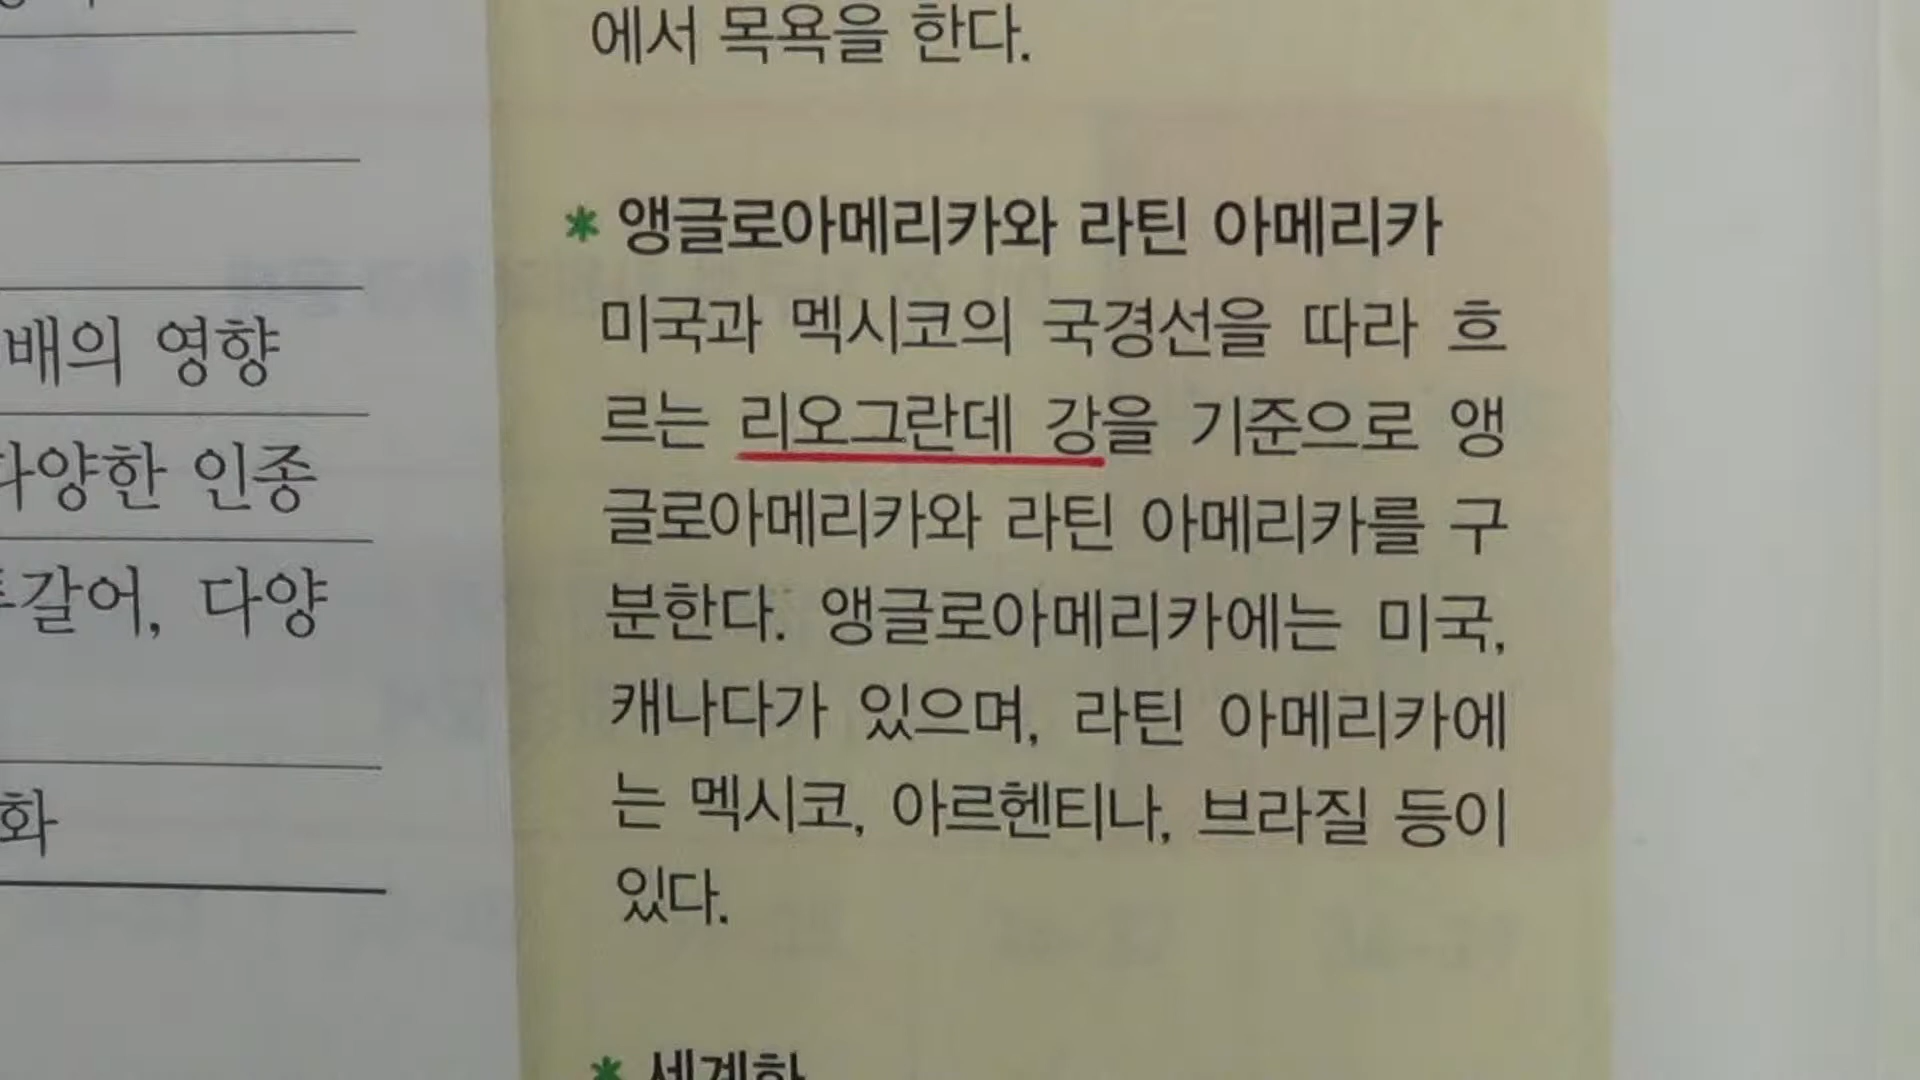 에서 목욕을 한다.
* 앵글로아메리카와 라틴 아메리카
미국과 멕시코의 국경선을 따라 흐
르는 리오그란데 강을 기준으로 앵
글로아메리카와 라틴 아메리카를 구
분한다. 앵글로아메리카에는 미국,
캐나다가 있으며, 라틴 아메리카에
는 멕시코, 아르헨티나, 브라질 등이
있다.
* 세계화
배의 영향
다양한 인종
갈어, 다양
화